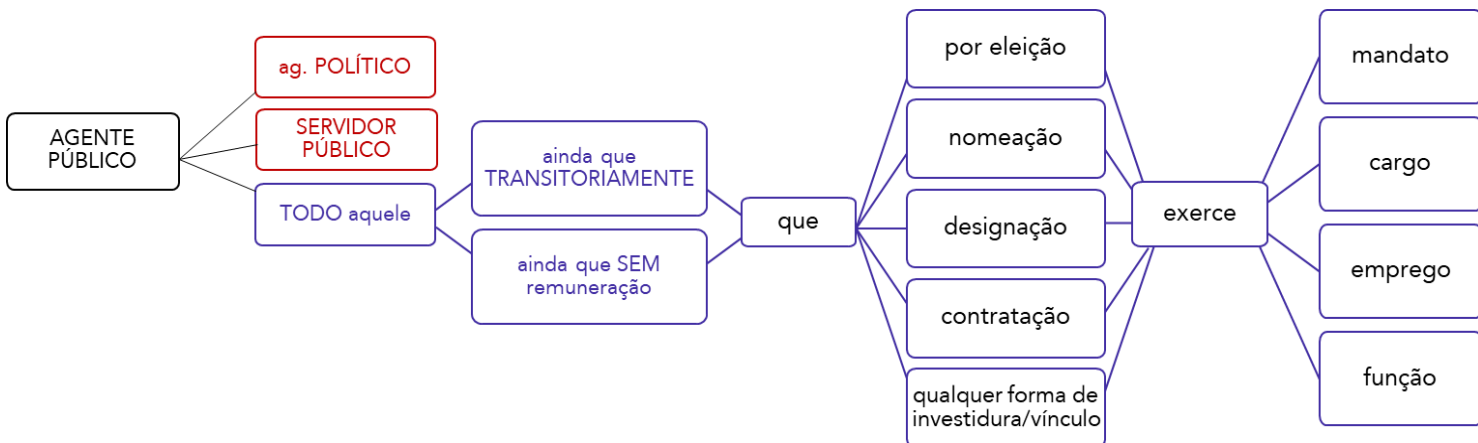 AGENTE
PÚBLICO
ag. POLÍTICO
SERVIDOR
PÚBLICO
TODO aquele
ainda que
TRANSITORIAMENTE
ainda que SEM
remuneração
que
por eleição
nomeação
designação
contratação
qualquer forma de
investidura/vínculo
exerce
mandato
cargo
emprego
função